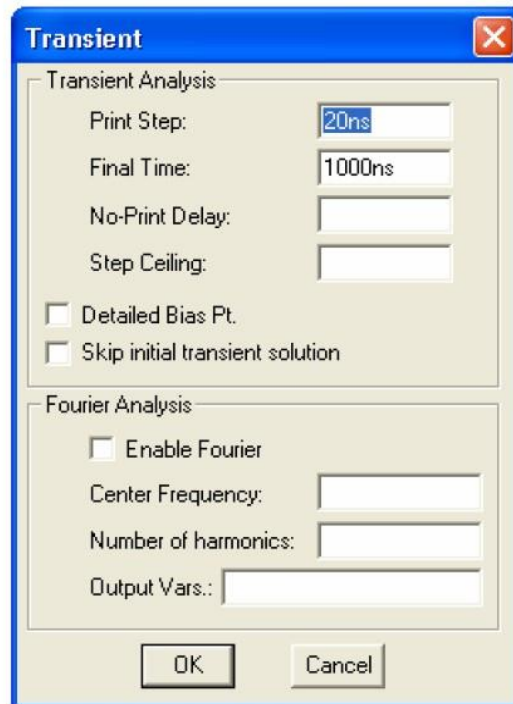 Transient
Transient Analysis
Print Step: 20ns
Final Time: 1000ns
No-Print Delay:
Step Ceiling:
Detailed Bias Pt.
Skip initial transient solution
Fourier Analysis
Enable Fourier
Center Frequency:
Number of harmonics:
Output Vars.:
OK Cancel